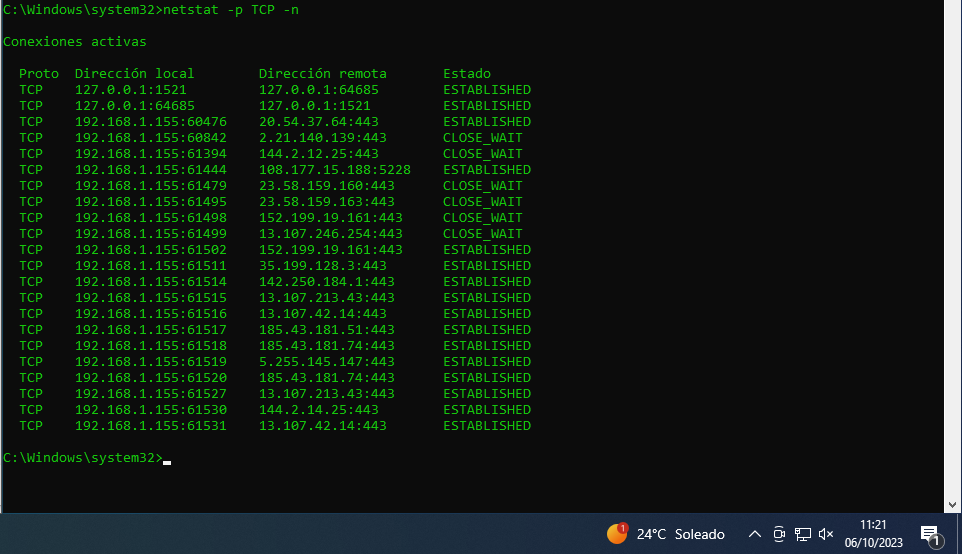 C:\Windows\system32>netstat -p TCP -n
Conexiones activas
Proto Dirección local Dirección remota Estado
TCP 127.0.0.1:1521 127.0.0.1:64685 ESTABLISHED
TCP 127.0.0.1:64685 127.0.0.1:1521 ESTABLISHED
TCP 192.168.1.155:60476 20.54.37.64:443 ESTABLISHED
TCP 192.168.1.155:60842 2.21.140.139:443 CLOSE_WAIT
TCP 192.168.1.155:61394 144.2.12.25:443 CLOSE_WAIT
TCP 192.168.1.155:61444 108.177.15.188:5228 ESTABLISHED
TCP 192.168.1.155:61479 23.58.159.160:443 CLOSE_WAIT
TCP 192.168.1.155:61495 23.58.159.163:443 CLOSE_WAIT
TCP 192.168.1.155:61498 152.199.19.161:443 CLOSE_WAIT
TCP 192.168.1.155:61499 13.107.246.254:443 CLOSE_WAIT
TCP 192.168.1.155:61502 152.199.19.161:443 ESTABLISHED
TCP 192.168.1.155:61511 35.199.128.3:443 ESTABLISHED
TCP 192.168.1.155:61514 142.250.184.1:443 ESTABLISHED
TCP 192.168.1.155:61515 13.107.213.43:443 ESTABLISHED
TCP 192.168.1.155:61516 13.107.42.14:443 ESTABLISHED
TCP 192.168.1.155:61517 185.43.181.51:443 ESTABLISHED
TCP 192.168.1.155:61518 185.43.181.74:443 ESTABLISHED
TCP 192.168.1.155:61519 5.255.145.147:443 ESTABLISHED
TCP 192.168.1.155:61520 185.43.181.74:443 ESTABLISHED
TCP 192.168.1.155:61527 13.107.213.43:443 ESTABLISHED
TCP 192.168.1.155:61530 144.2.14.25:443 ESTABLISHED
TCP 192.168.1.155:61531 13.107.42.14:443 ESTABLISHED
C:\Windows\system32>
1 24°C Soleado 11:21
06/10/2023 1